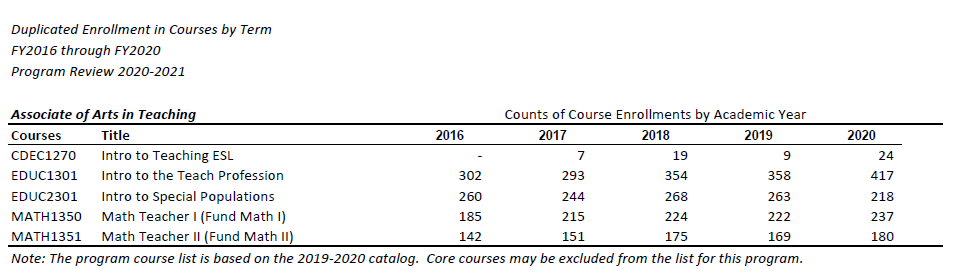 Duplicated Enrollment in Courses by Term
FY2016 through FY2020
Program Review 2020-2021
Associate of Arts in Teaching Counts of Course Enrollments by Academic Year
Courses Title 2016 2017 2018 2019 2020
CDEC1270 Intro to Teaching ESL - 7 19 9 24
EDUC1301 Intro to the Teach Profession 302 293 354 358 417
EDUC2301 Intro to Special Populations 260 244 268 263 218
MATH1350 Math Teacher I (Fund Math I) 185 215 224 222 237
MATH1351 Math Teacher II (Fund Math II) 142 151 175 169 180
Note: The program course list is based on the 2019-2020 catalog. Core courses may be excluded from the list for this program.